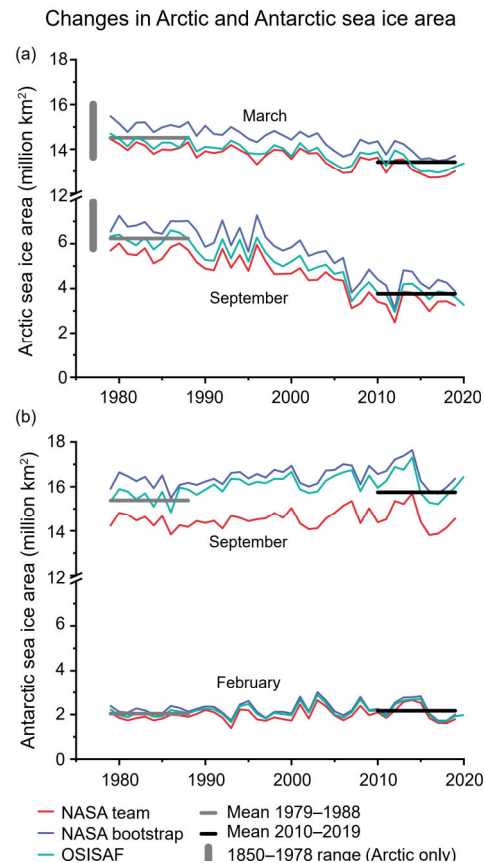 Changes in Arctic and Antarctic sea ice area
(a)
Arctic sea ice area (million km²)
18
16
14
12
6
4
2
0
March
September
1980 1990 2000 2010 2020
(b)
Antarctic sea ice area (million km²)
18
16
14
12
6
4
2
0
September
February
1980 1990 2000 2010 2020
NASA team
NASA bootstrap
OSISAF
Mean 1979–1988
Mean 2010–2019
1850–1978 range (Arctic only)